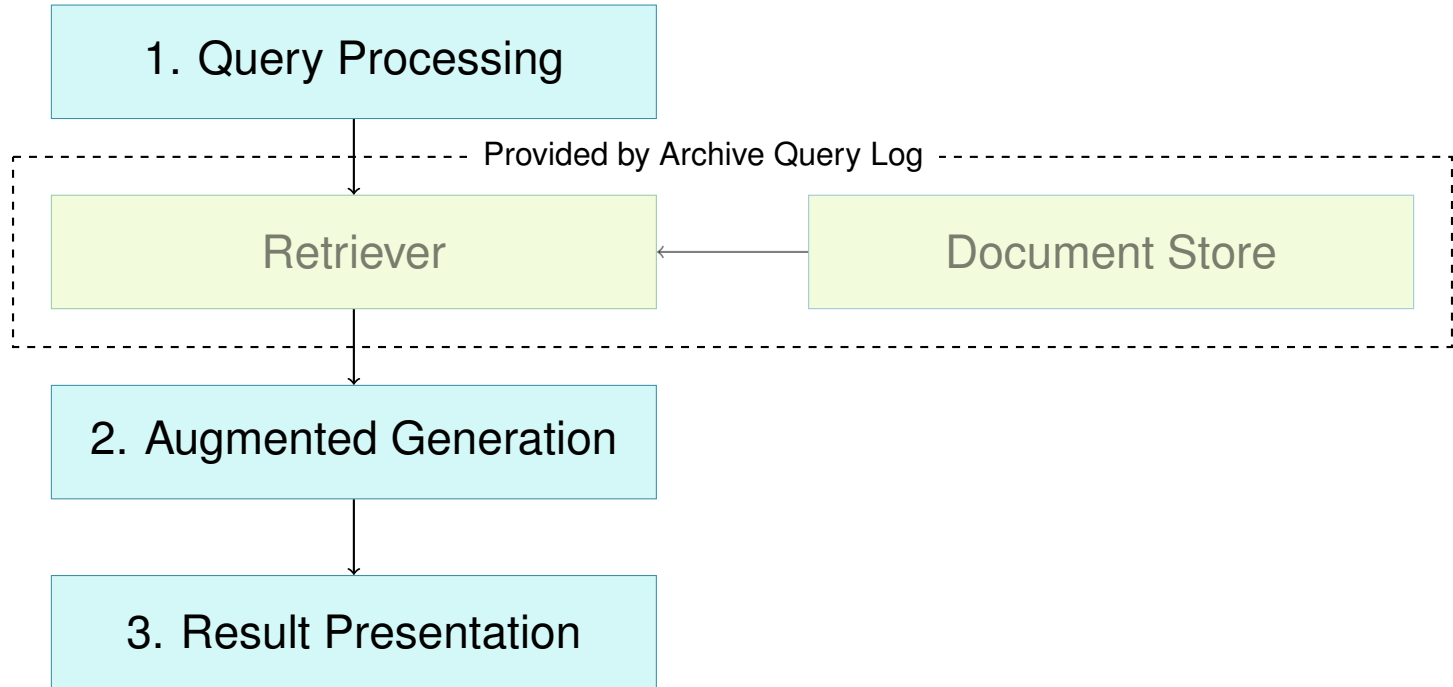 1. Query Processing
Provided by Archive Query Log
Retriever
Document Store
2. Augmented Generation
3. Result Presentation